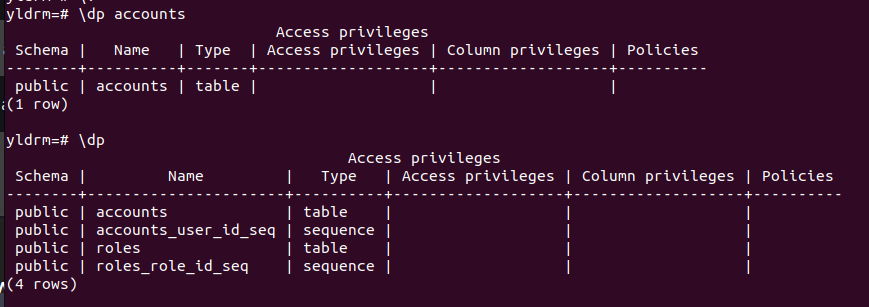 yldrm=# \dp accounts
                              Access privileges
 Schema |   Name   | Type  | Access privileges | Column privileges | Policies
--------+----------+-------+-------------------+-------------------+----------
 public | accounts | table |                   |                   |
(1 row)
yldrm=# \dp
                                      Access privileges
 Schema |         Name         |   Type   | Access privileges | Column privileges | Policies
--------+----------------------+----------+-------------------+-------------------+----------
 public | accounts             | table    |                   |                   |
 public | accounts_user_id_seq | sequence |                   |                   |
 public | roles                | table    |                   |                   |
 public | roles_role_id_seq    | sequence |                   |                   |
(4 rows)